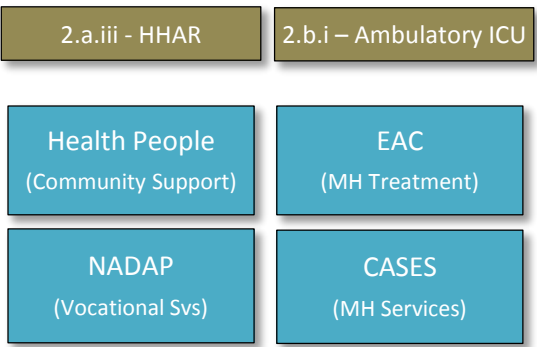 2.a.iii - HHAR
2.b.i – Ambulatory ICU
Health People
(Community Support)
EAC
(MH Treatment)
NADAP
(Vocational Svs)
CASES
(MH Services)